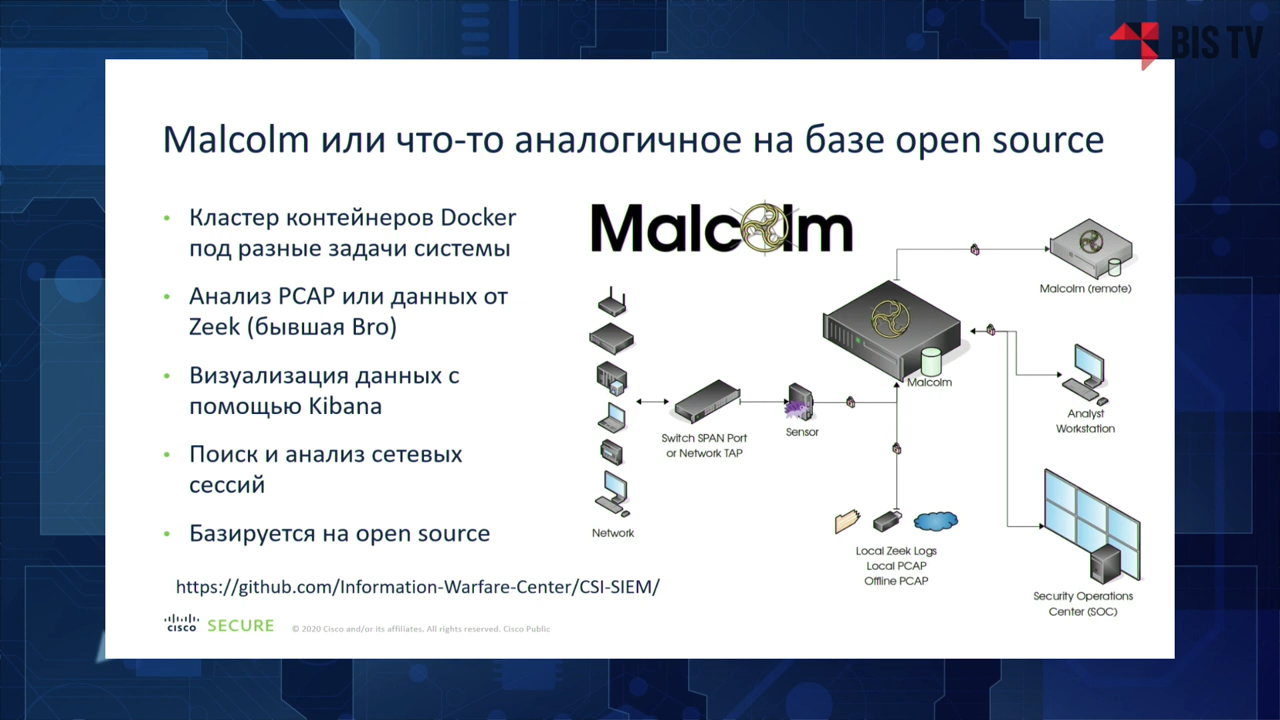 BIS TV
Malcolm или что-то аналогичное на базе open source
• Кластер контейнеров Docker
под разные задачи системы
• Анализ PCAP или данных от
Zeek (бывшая Bro)
• Визуализация данных с
помощью Kibana
• Поиск и анализ сетевых
сессий
• Базируется на open source
https://github.com/Information-Warfare-Center/CSI-SIEM/
Malcolm
Malcolm (remote)
Malcolm
Analyst
Workstation
Switch SPAN Port
or Network TAP
Sensor
Network
Local Zeek Logs
Local PCAP
Offline PCAP
Security Operations
Center (SOC)
CISCO SECURE
© 2020 Cisco and/or its affiliates. All rights reserved. Cisco Public